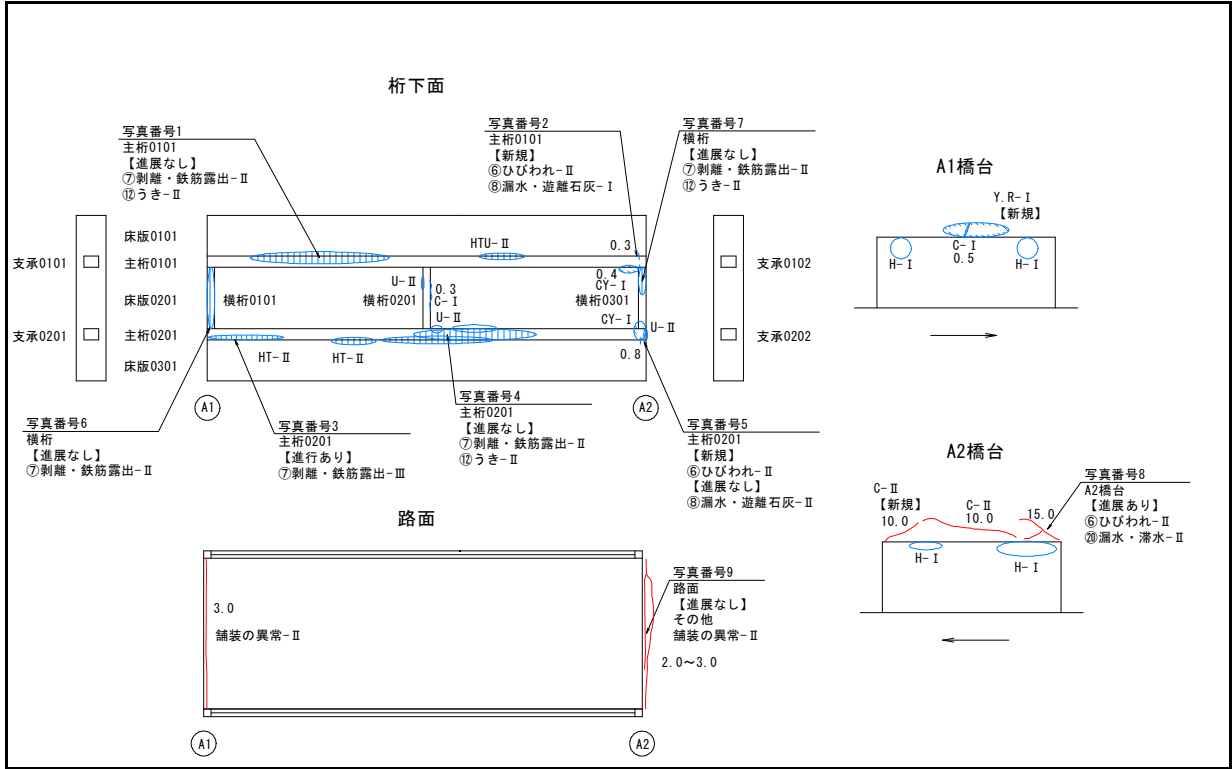 桁下面
写真番号1
主桁0101
【進展なし】
⑦剥離・鉄筋露出-Ⅱ
⑫うき-Ⅱ
写真番号2
主桁0101
【新規】
⑥ひびわれ-Ⅱ
⑧漏水・遊離石灰-Ⅰ
写真番号7
横桁
【進展なし】
⑦剥離・鉄筋露出-Ⅱ
⑫うき-Ⅱ
床版0101
支承0101
主桁0101
床版0201
支承0201
主桁0201
床版0301
HTU-Ⅱ
0.3
0.4
CY-Ⅰ
U-Ⅱ
0.3
C-Ⅰ
横桁0101
横桁0201
横桁0301
U-Ⅱ
CY-Ⅰ
U-Ⅱ
HT-Ⅱ
HT-Ⅱ
0.8
支承0102
支承0202
A1
A2
写真番号6
横桁
【進展なし】
⑦剥離・鉄筋露出-Ⅱ
写真番号3
主桁0201
【進行あり】
⑦剥離・鉄筋露出-Ⅲ
写真番号4
主桁0201
【進展なし】
⑦剥離・鉄筋露出-Ⅱ
⑫うき-Ⅱ
写真番号5
主桁0201
【新規】
⑥ひびわれ-Ⅱ
【進展なし】
⑧漏水・遊離石灰-Ⅱ
A1橋台
Y.R-Ⅰ
【新規】
H-Ⅰ
C-Ⅰ
0.5
H-Ⅰ
A2橋台
C-Ⅱ
【新規】
10.0
C-Ⅱ
10.0
15.0
H-Ⅰ
H-Ⅰ
写真番号8
A2橋台
【進展あり】
⑥ひびわれ-Ⅱ
⑳漏水・滞水-Ⅱ
路面
3.0
舗装の異常-Ⅱ
写真番号9
路面
【進展なし】
その他
舗装の異常-Ⅱ
2.0～3.0
A1
A2